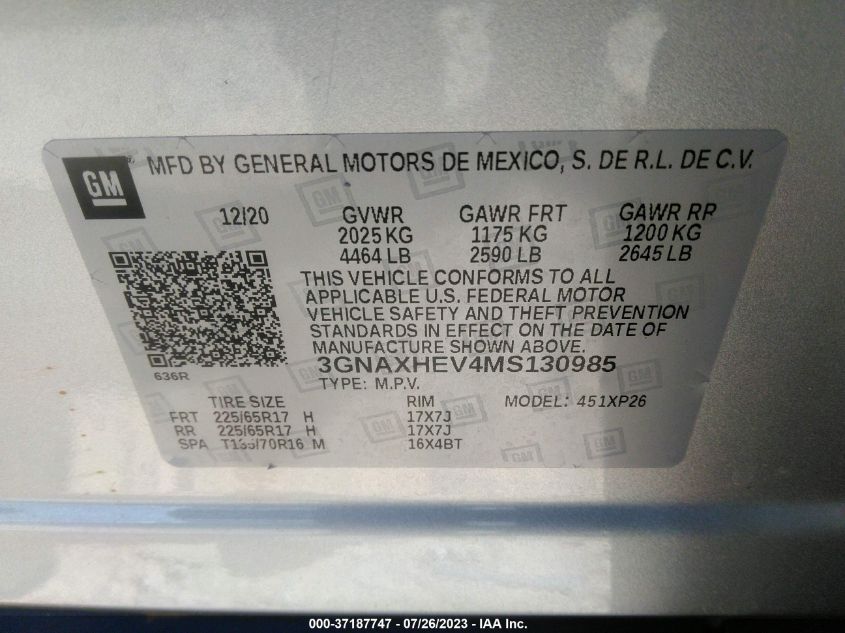 GM
MFD BY GENERAL MOTORS DE MEXICO, S. DE R.L. DE C.V.
12/20 GVWR GAWR FRT GAWR RR
2025 KG 1175 KG 1200 KG
4464 LB 2590 LB 2645 LB
THIS VEHICLE CONFORMS TO ALL
APPLICABLE U.S. FEDERAL MOTOR
VEHICLE SAFETY AND THEFT PREVENTION
STANDARDS IN EFFECT ON THE DATE OF
MANUFACTURE SHOWN ABOVE.
636R
3GNAXHEV4MS130985
TYPE: M.P.V.
TIRE SIZE RIM MODEL: 451XP26
FRT 225/65R17 H 17X7J
RR 225/65R17 H 17X7J
SPA T135/70R16 M 16X4BT
000-37187747 - 07/26/2023 - IAA Inc.